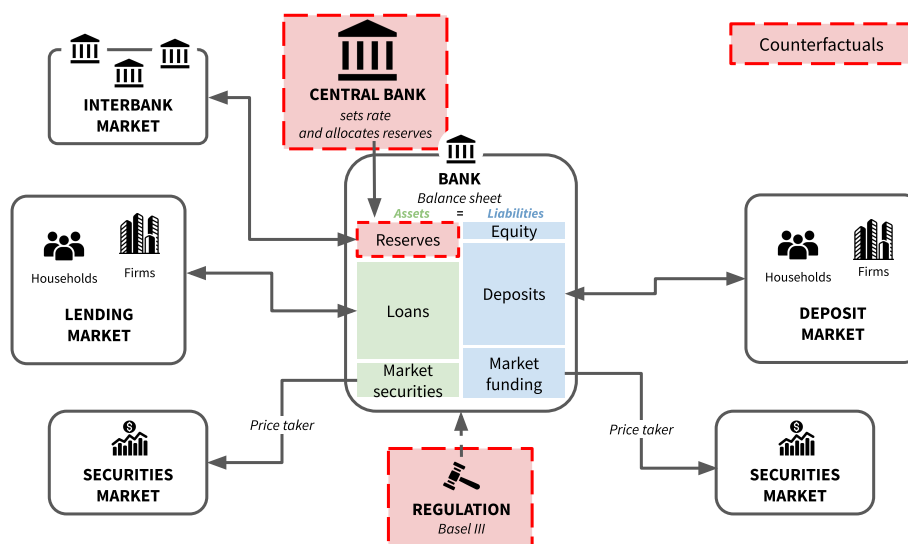 Counterfactuals
INTERBANK
MARKET
CENTRAL BANK
sets rate
and allocates reserves
BANK
Balance sheet
Assets = Liabilities
Reserves
Equity
Loans
Deposits
Market
securities
Market
funding
Households
Firms
LENDING
MARKET
Households
Firms
DEPOSIT
MARKET
Price taker
Price taker
$
SECURITIES
MARKET
$
SECURITIES
MARKET
REGULATION
Basel III